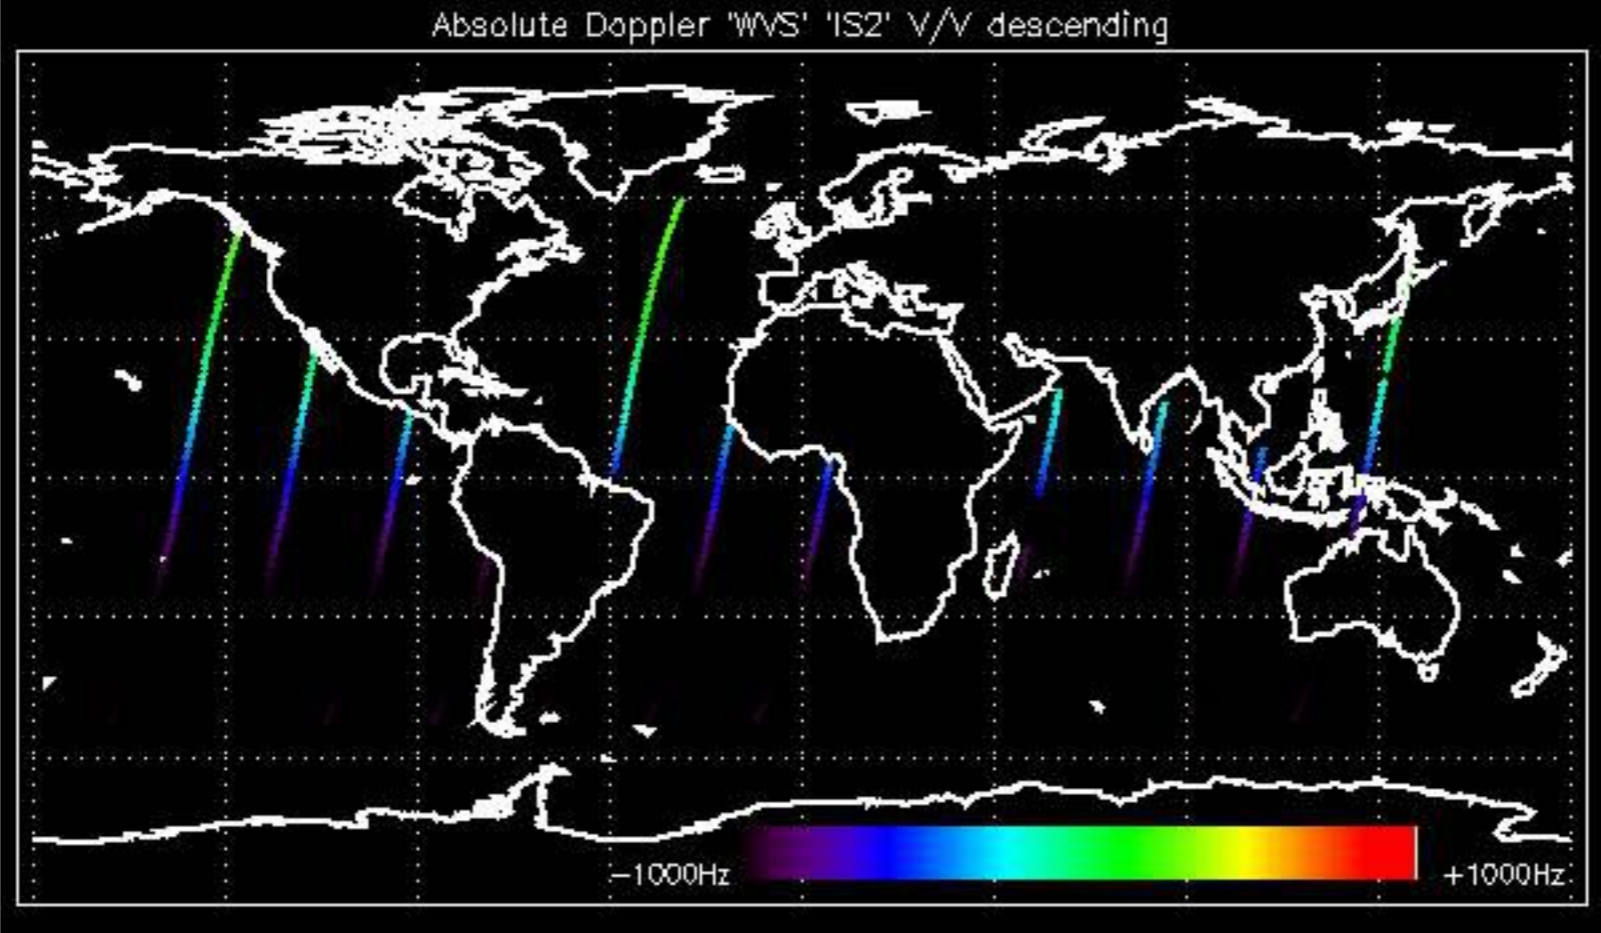 Absolute Doppler 'WVS' 'IS2' V/V descending
−1000Hz +1000Hz